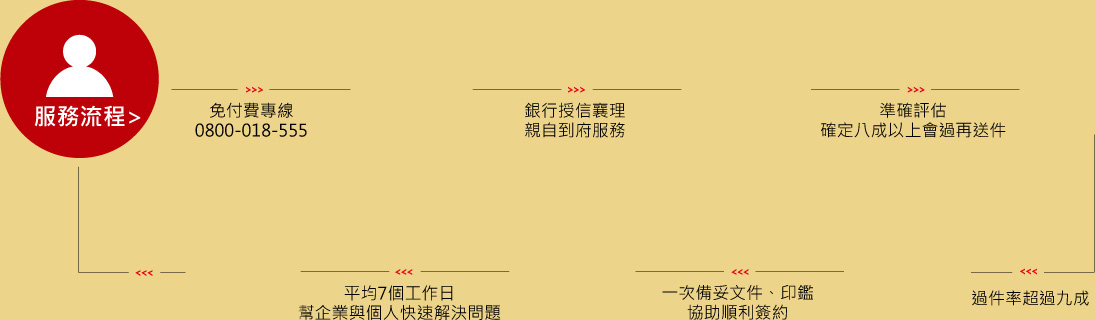 服務流程>
免付費專線
0800-018-555
銀行授信襄理
親自到府服務
準確評估
確定八成以上會過再送件
過件率超過九成
一次備妥文件、印鑑
協助順利簽約
平均7個工作日
幫企業與個人快速解決問題